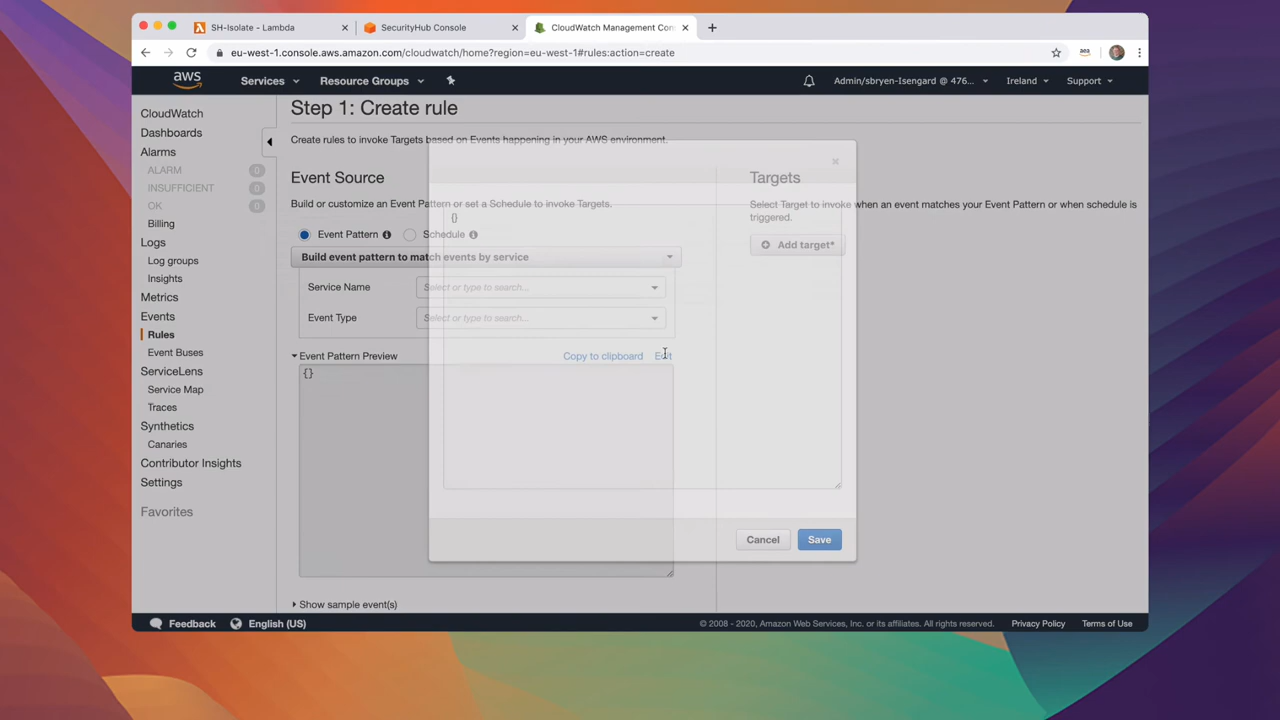 SH-Isolate - Lambda
SecurityHub Console
CloudWatch Management Con
eu-west-1.console.aws.amazon.com/cloudwatch/home?region=eu-west-1#rules:action=create
aws
Services
Resource Groups
Admin/sbryen-Isengard @ 476...
Ireland
Support
CloudWatch
Dashboards
Alarms
ALARM 0
INSUFFICIENT 0
OK 0
Billing
Logs
Log groups
Insights
Metrics
Events
Rules
Event Buses
ServiceLens
Service Map
Traces
Synthetics
Canaries
Contributor Insights
Settings
Favorites
Step 1: Create rule
Create rules to invoke Targets based on Events happening in your AWS environment.
Event Source
Build or customize an Event Pattern or set a Schedule to invoke Targets.
{}
Event Pattern
Schedule
Build event pattern to match events by service
Service Name
Select or type to search...
Event Type
Select or type to search...
Event Pattern Preview
Copy to clipboard
Edit
{}
Show sample event(s)
Targets
Select Target to invoke when an event matches your Event Pattern or when schedule is
triggered.
Add target*
Cancel
Save
Feedback
English (US)
© 2008 - 2020, Amazon Web Services, Inc. or its affiliates. All rights reserved.
Privacy Policy
Terms of Use